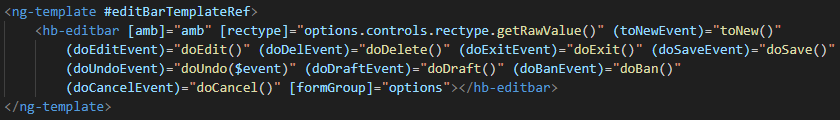 <ng-template #editBarTemplateRef>
<hb-editbar [amb]="amb" [rectype]="options.controls.rectype.getRawValue()" (toNewEvent)="toNew()"
(doEditEvent)="doEdit()" (doDelEvent)="doDelete()" (doExitEvent)="doExit()" (doSaveEvent)="doSave()"
(doUndoEvent)="doUndo($event)" (doDraftEvent)="doDraft()" (doBanEvent)="doBan()"
(doCancelEvent)="doCancel()" [formGroup]="options"></hb-editbar>
</ng-template>